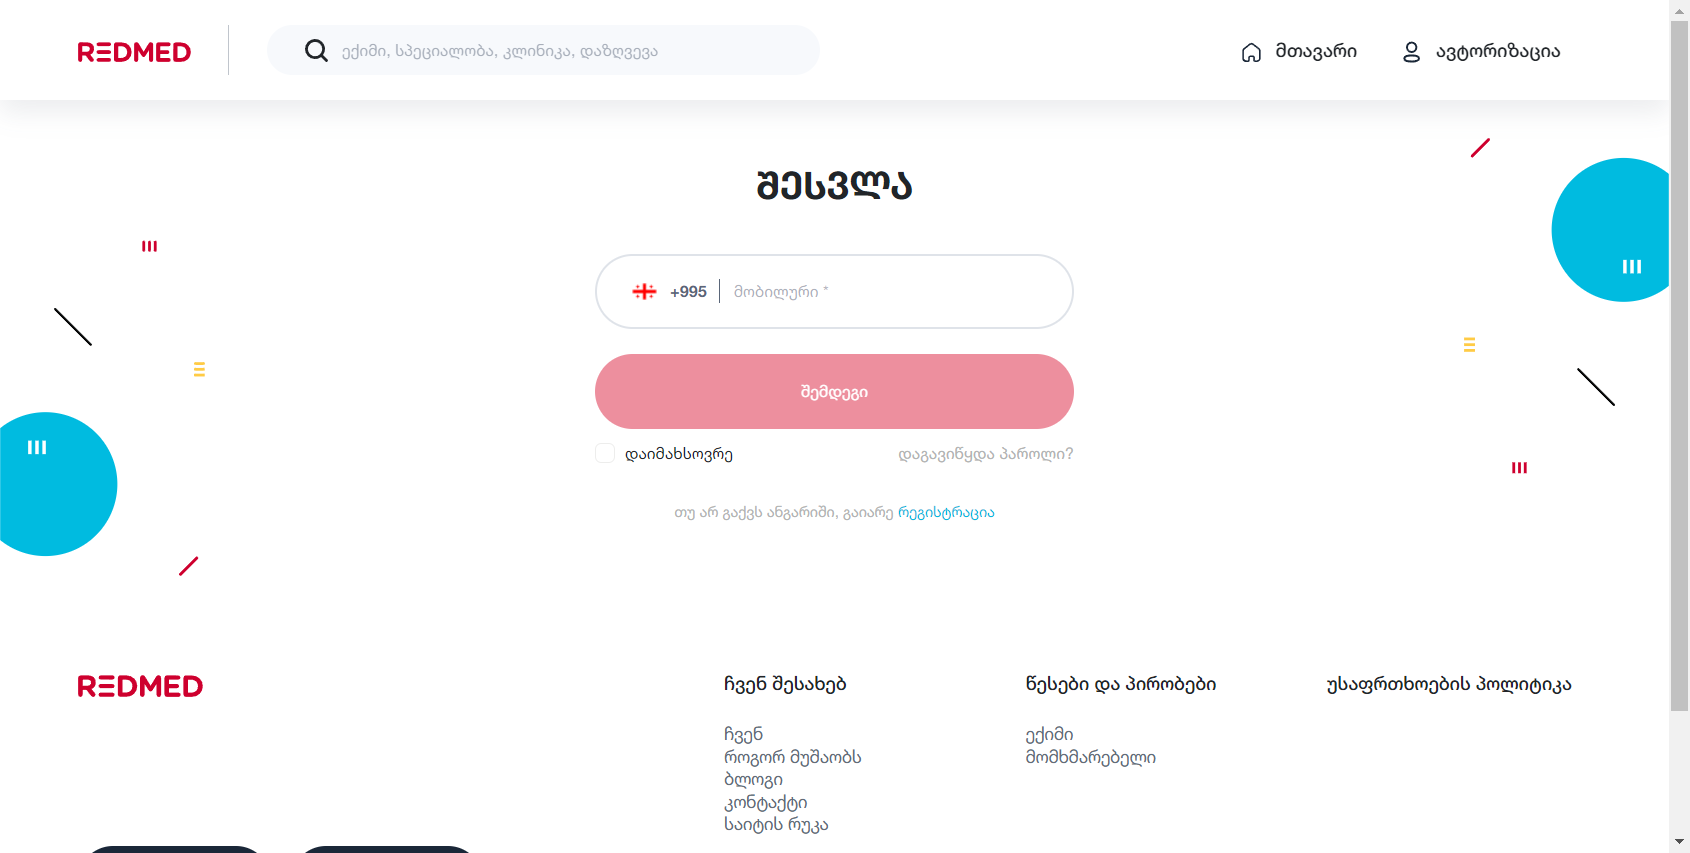 REDMED
ექიმი, სპეციალობა, კლინიკა, დაზღვევა
მთავარი
ავტორიზაცია
შესვლა
+995
მობილური *
შემდეგი
დაიმახსოვრე
დაგავიწყდა პაროლი?
თუ არ გაქვს ანგარიში, გაიარე რეგისტრაცია
REDMED
ჩვენ შესახებ
ჩვენ
როგორ მუშაობს
ბლოგი
კონტაქტი
საიტის რუკა
წესები და პირობები
ექიმი
მომხმარებელი
უსაფრთხოების პოლიტიკა